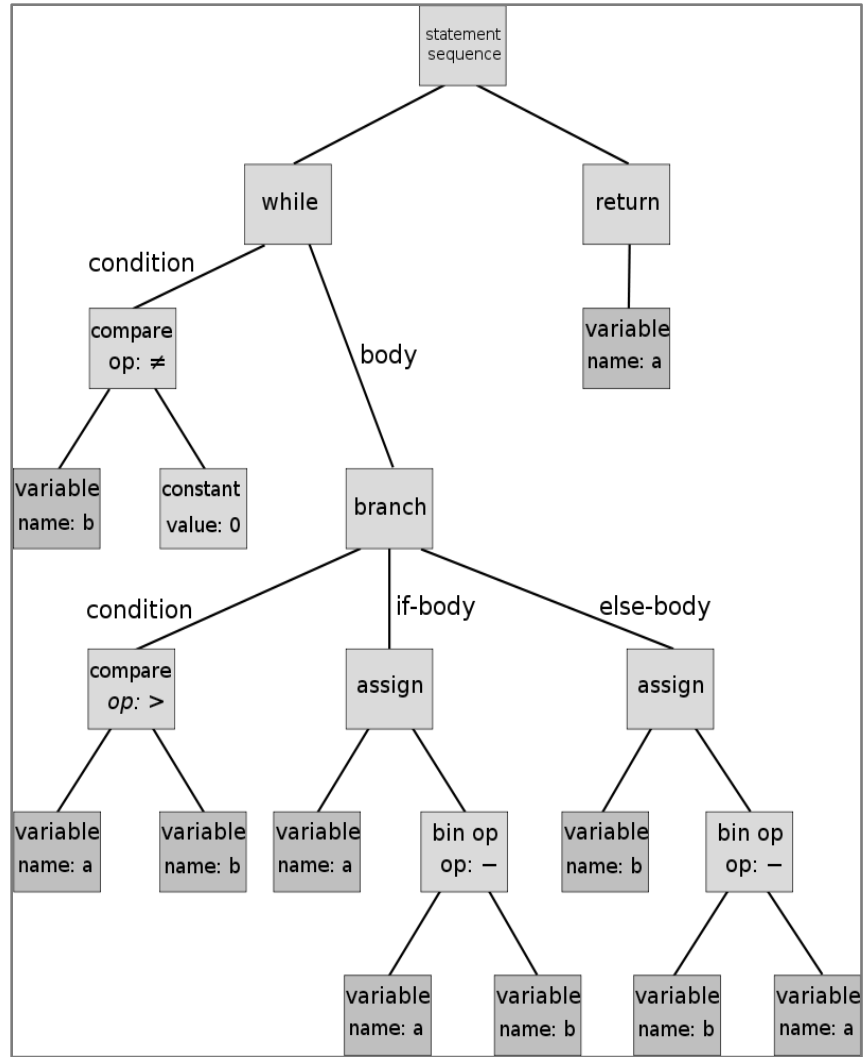 statement
sequence
while
return
condition
compare
op: ≠
body
variable
name: a
variable
name: b
constant
value: 0
branch
condition
if-body
else-body
compare
op: >
assign
assign
variable
name: a
variable
name: b
variable
name: a
bin op
op: −
variable
name: b
bin op
op: −
variable
name: a
variable
name: b
variable
name: b
variable
name: a